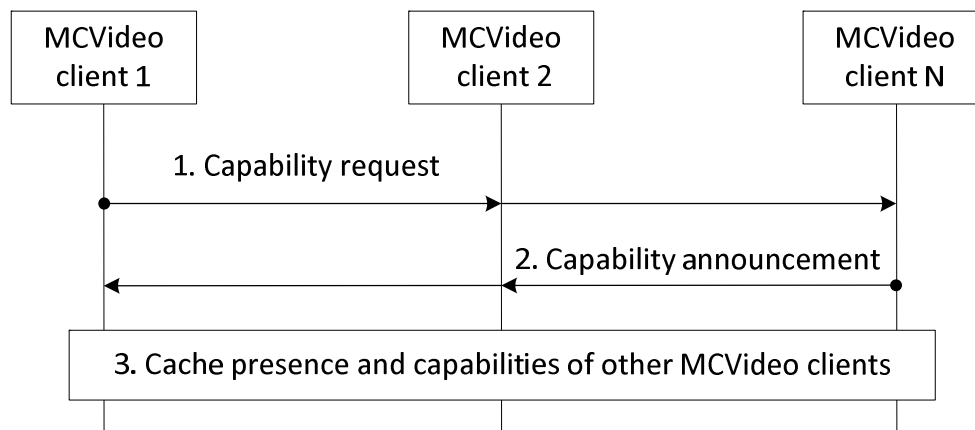 MCVideo
client 1
MCVideo
client 2
MCVideo
client N
1. Capability request
2. Capability announcement
3. Cache presence and capabilities of other MCVideo clients